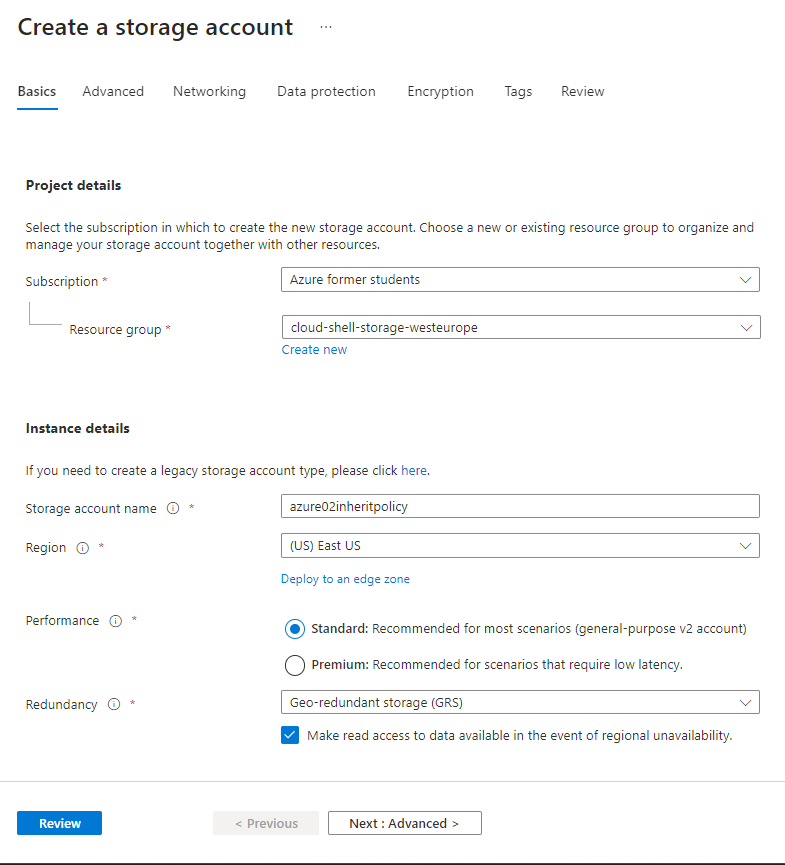 Create a storage account ...
Basics Advanced Networking Data protection Encryption Tags Review
Project details
Select the subscription in which to create the new storage account. Choose a new or existing resource group to organize and
manage your storage account together with other resources.
Subscription * Azure former students
Resource group * cloud-shell-storage-westeurope
Create new
Instance details
If you need to create a legacy storage account type, please click here.
Storage account name * azure02inheritpolicy
Region * (US) East US
Deploy to an edge zone
Performance * Standard: Recommended for most scenarios (general-purpose v2 account)
Premium: Recommended for scenarios that require low latency.
Redundancy * Geo-redundant storage (GRS)
Make read access to data available in the event of regional unavailability.
Review < Previous Next : Advanced >